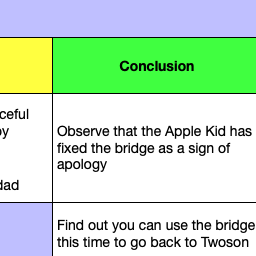 Conclusion
ceful
Observe that the Apple Kid has
fixed the bridge as a sign of
apology
dad
Find out you can use the bridge
this time to go back to Twoson